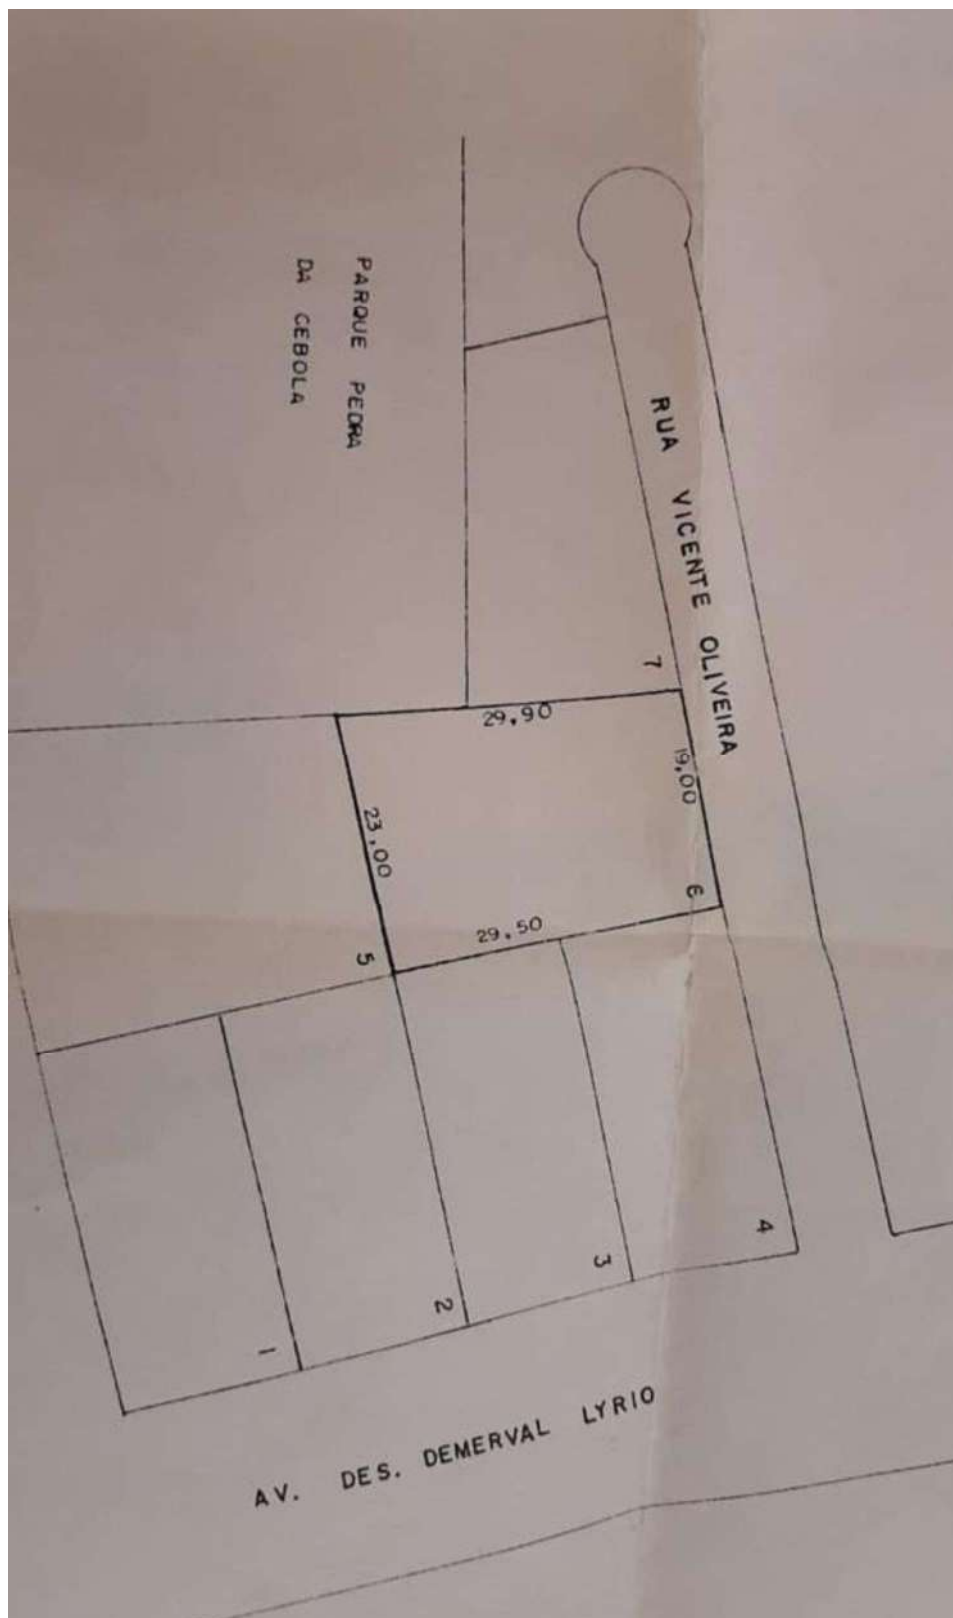 PARQUE PEDRA
DA CEBOLA
RUA VICENTE OLIVEIRA
7
29,90
19,00
23,00
6
29,50
5
4
3
2
1
AV. DES. DEMERVAL LYRIO